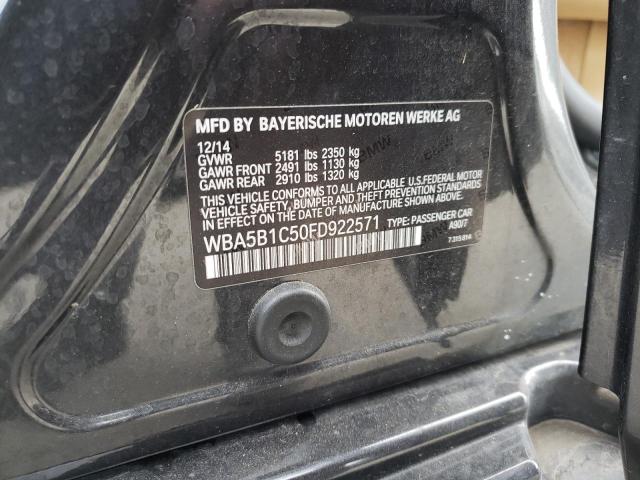 MFD BY BAYERISCHE MOTOREN WERKE AG
12/14
GVWR 5181 lbs 2350 kg
GAWR FRONT 2491 lbs 1130 kg
GAWR REAR 2910 lbs 1320 kg
THIS VEHICLE CONFORMS TO ALL APPLICABLE U.S.FEDERAL MOTOR
VEHICLE SAFETY, BUMPER AND THEFT PREVENTION STANDARDS
IN EFFECT ON THE DATE OF MANUFACTURE SHOWN ABOVE.
WBA5B1C50FD922571 TYPE: PASSENGER CAR
A90/7
7315814